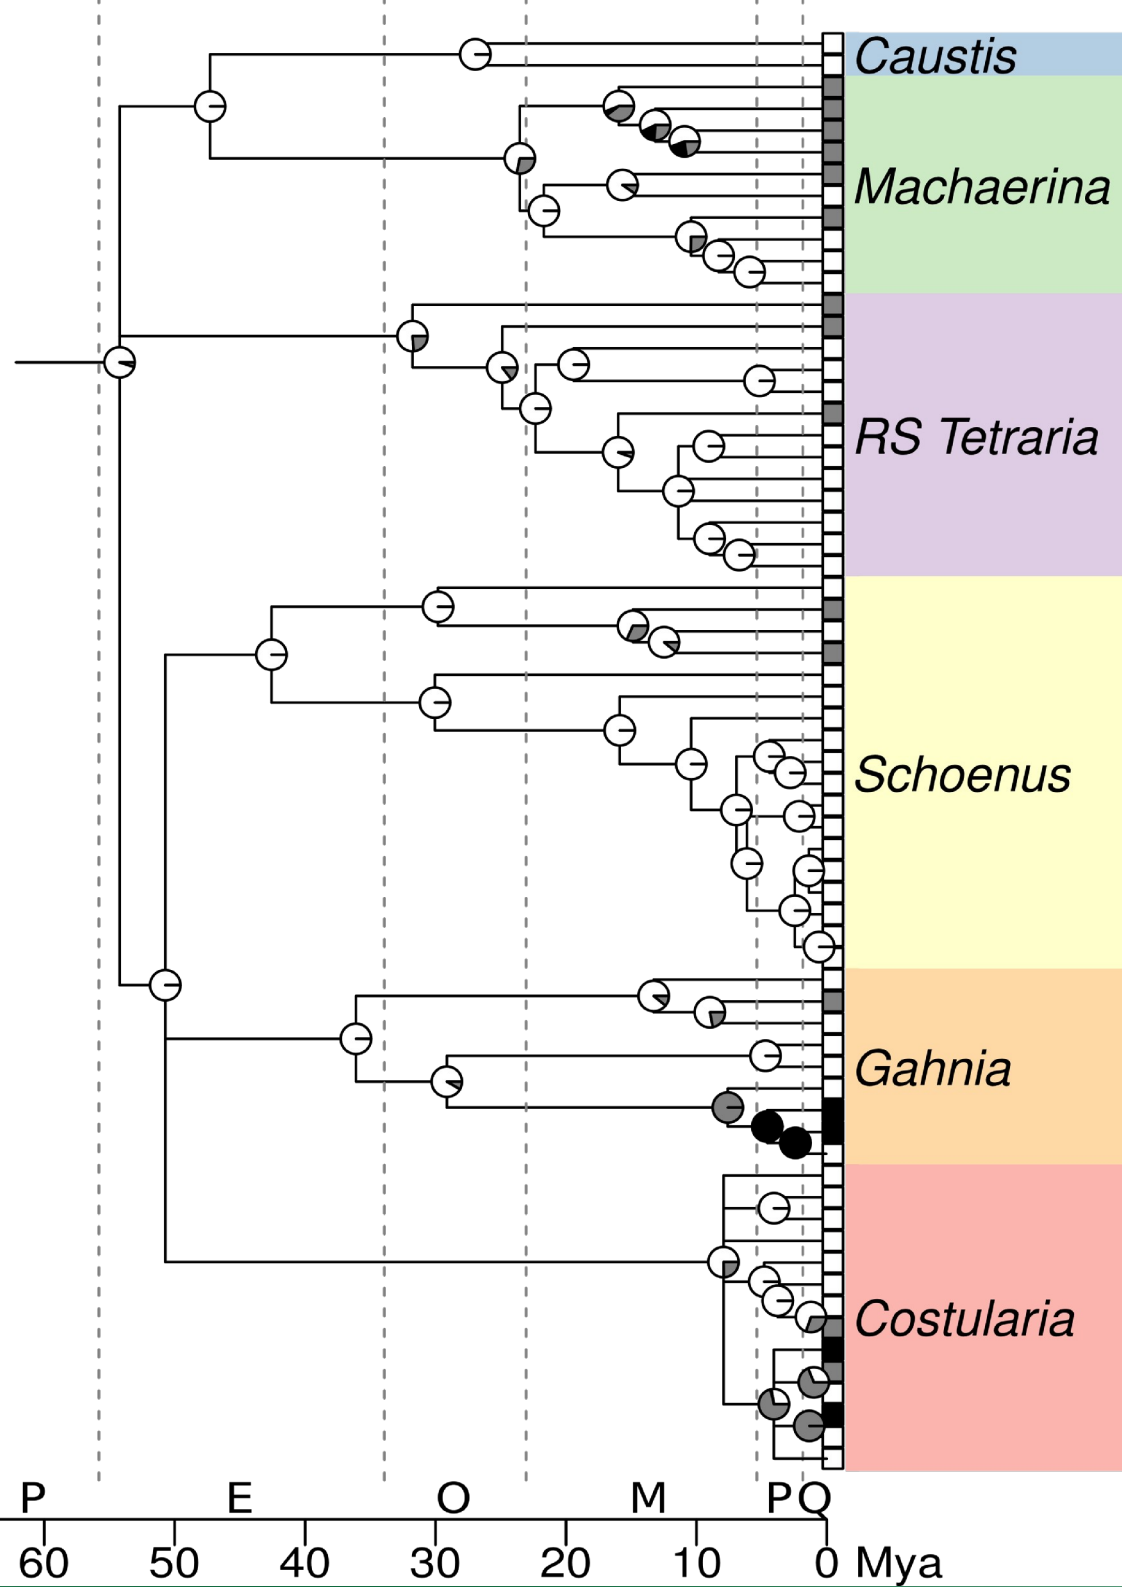 Caustis
Machaerina
RS Tetraria
Schoenus
Gahnia
Costularia
P E O M P Q
60 50 40 30 20 10 0 Mya